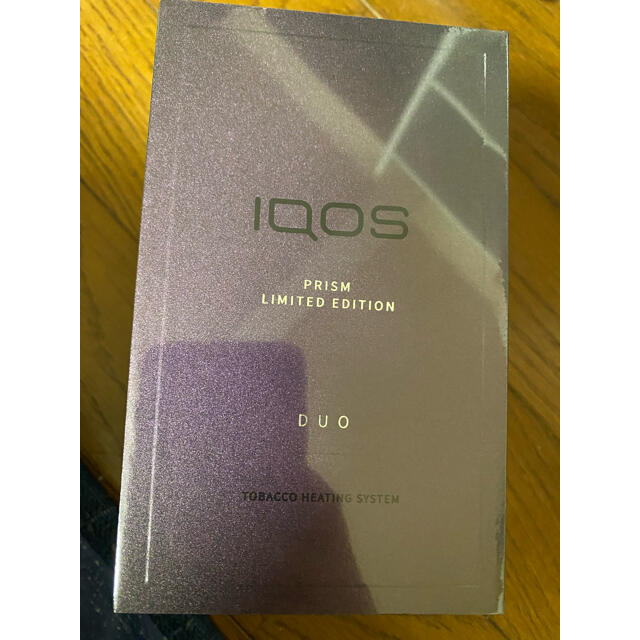 IQOS
PRISM
LIMITED EDITION
DUO
TOBACCO HEATING SYSTEM